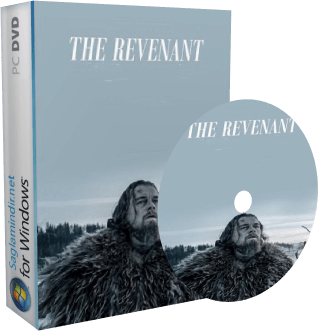 PC DVD
Saglamindir.net
for Windows
THE REVENANT
THE REVENANT